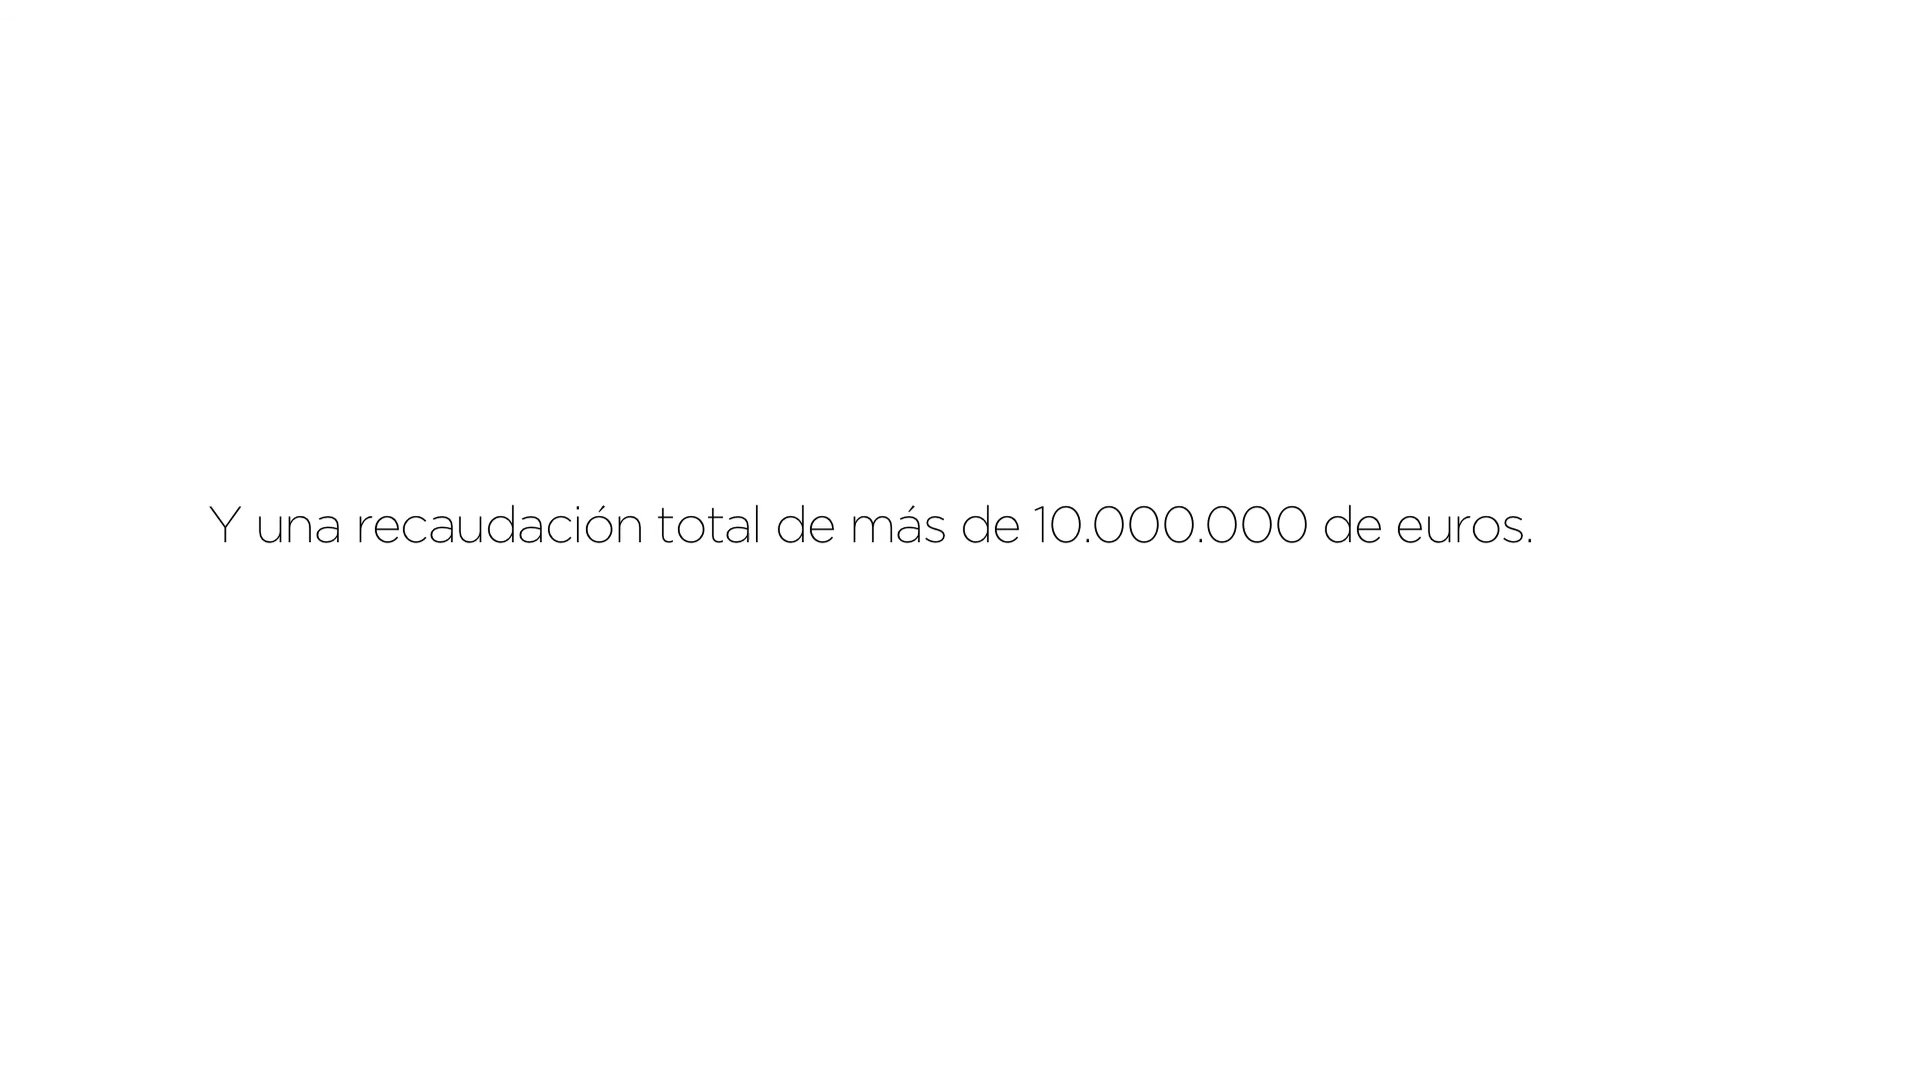 Y una recaudación total de más de 10.000.000 de euros.